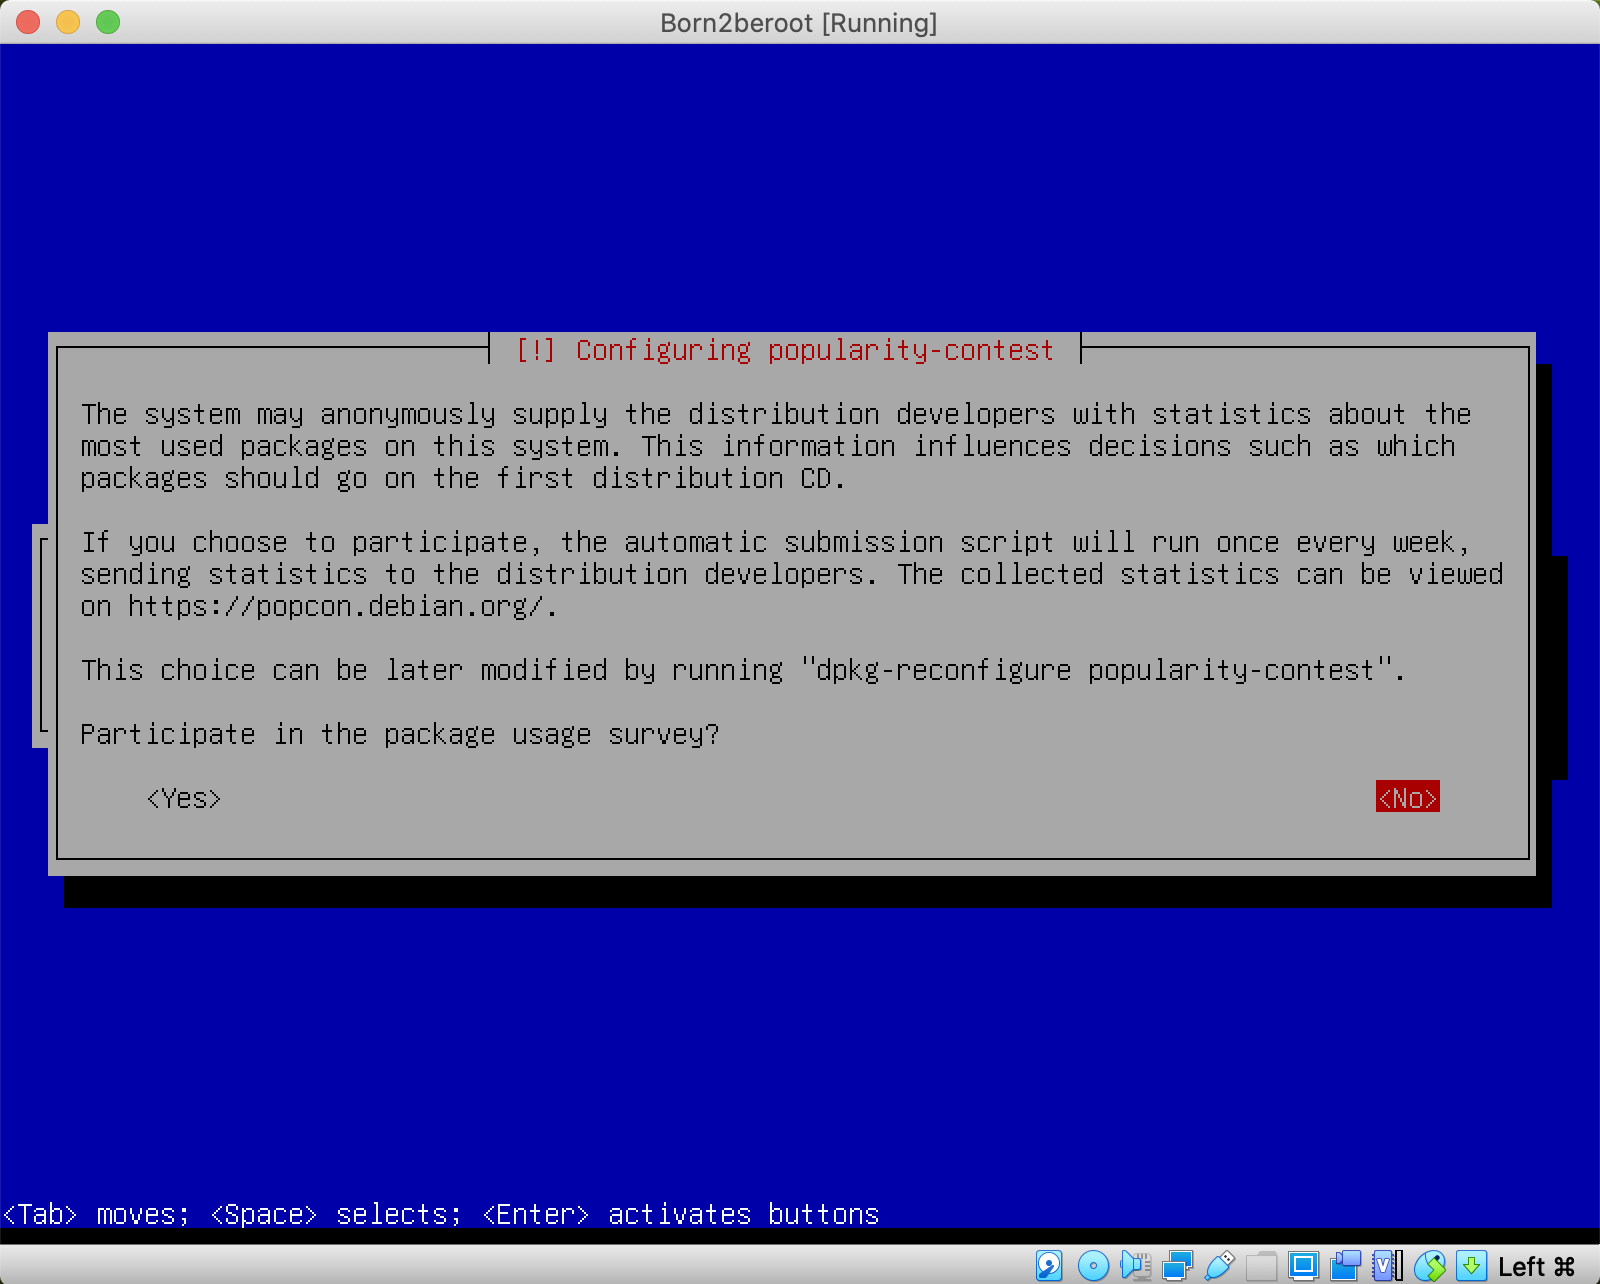 Born2beroot [Running]
[!] Configuring popularity-contest
The system may anonymously supply the distribution developers with statistics about the
most used packages on this system. This information influences decisions such as which
packages should go on the first distribution CD.
If you choose to participate, the automatic submission script will run once every week,
sending statistics to the distribution developers. The collected statistics can be viewed
on https://popcon.debian.org/.
This choice can be later modified by running "dpkg-reconfigure popularity-contest".
Participate in the package usage survey?
<Yes> <No>
<Tab> moves; <Space> selects; <Enter> activates buttons
Left ⌘